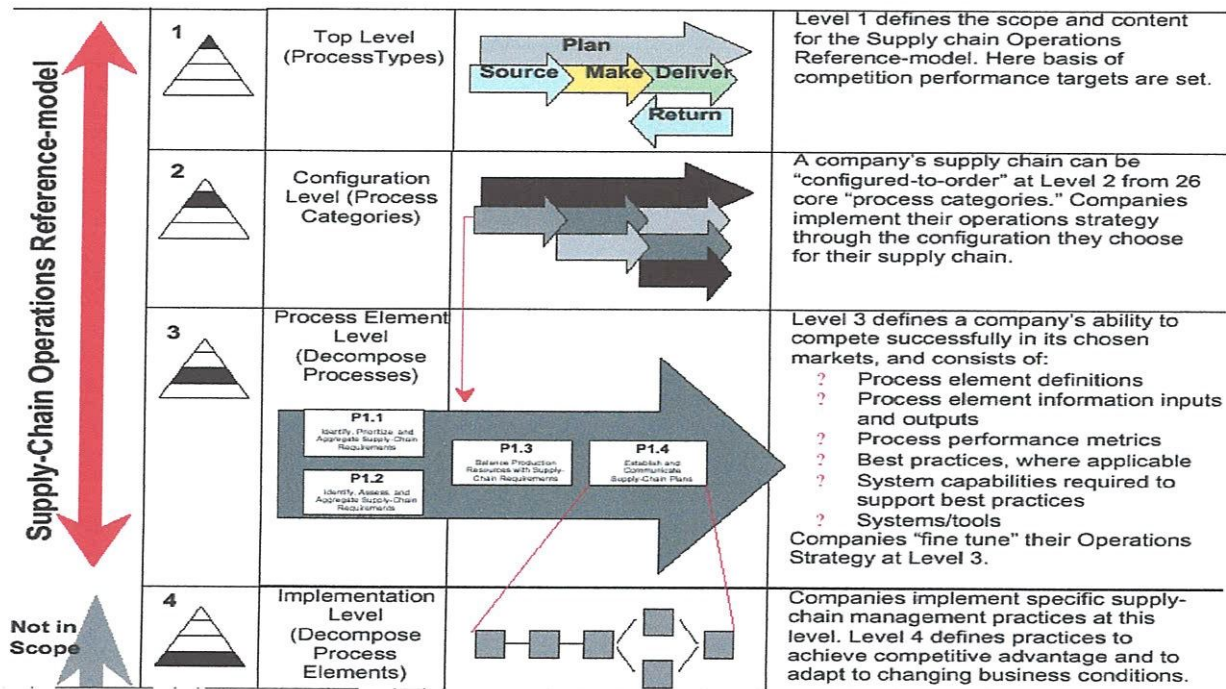 Supply-Chain Operations Reference-model
Not in
Scope
1
Top Level
(ProcessTypes)
Plan
Source
Make
Deliver
Return
Level 1 defines the scope and content
for the Supply chain Operations
Reference-model. Here basis of
competition performance targets are set.
2
Configuration
Level (Process
Categories)
A company's supply chain can be
“configured-to-order” at Level 2 from 26
core “process categories.” Companies
implement their operations strategy
through the configuration they choose
for their supply chain.
3
Process Element
Level
(Decompose
Processes)
P1.1
Identify, Prioritize, and
Aggregate Supply-Chain
Requirements
P1.2
Identify, Assess, and
Aggregate Supply-Chain
Requirements
P1.3
Balance Production
Resources with Supply-
Chain Requirements
P1.4
Establish and
Communicate
Supply-Chain Plans
Level 3 defines a company's ability to
compete successfully in its chosen
markets, and consists of:
? Process element definitions
? Process element information inputs
and outputs
? Process performance metrics
? Best practices, where applicable
? System capabilities required to
support best practices
? Systems/tools
Companies “fine tune” their Operations
Strategy at Level 3.
4
Implementation
Level
(Decompose
Process
Elements)
Companies implement specific supply-
chain management practices at this
level. Level 4 defines practices to
achieve competitive advantage and to
adapt to changing business conditions.